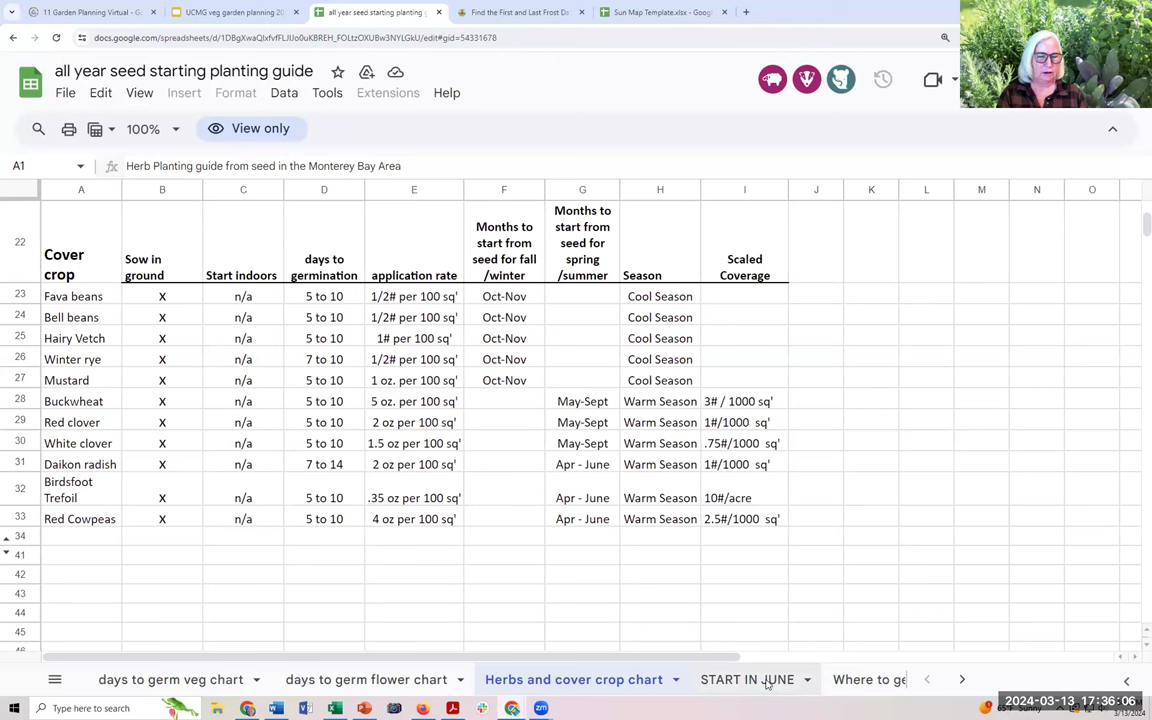 11 Garden Planning Virtual - Go
UCMG veg garden planning 20
all year seed starting planting g
Find the First and Last Frost Da
Sun Map Template.xlsx - Googl
docs.google.com/spreadsheets/d/1DBgXwaQIxfvfFLJIJo0uKBREH_FOLtzOXUBw3NYLGkU/edit#gid=54331678
all year seed starting planting guide
File Edit View Insert Format Data Tools Extensions Help
100% View only
A1 Herb Planting guide from seed in the Monterey Bay Area
A B C D E F G H I J K L M N O
22 Cover crop Sow in ground Start indoors days to germination application rate Months to start from seed for fall /winter Months to start from seed for spring /summer Season Scaled Coverage
23 Fava beans X n/a 5 to 10 1/2# per 100 sq' Oct-Nov Cool Season
24 Bell beans X n/a 5 to 10 1/2# per 100 sq' Oct-Nov Cool Season
25 Hairy Vetch X n/a 5 to 10 1# per 100 sq' Oct-Nov Cool Season
26 Winter rye X n/a 7 to 10 1/2# per 100 sq' Oct-Nov Cool Season
27 Mustard X n/a 5 to 10 1 oz. per 100 sq' Oct-Nov Cool Season
28 Buckwheat X n/a 5 to 10 5 oz. per 100 sq' May-Sept Warm Season 3# / 1000 sq'
29 Red clover X n/a 5 to 10 2 oz per 100 sq' May-Sept Warm Season 1#/1000 sq'
30 White clover X n/a 5 to 10 1.5 oz per 100 sq' May-Sept Warm Season .75#/1000 sq'
31 Daikon radish X n/a 7 to 14 2 oz per 100 sq' Apr - June Warm Season 1#/1000 sq'
32 Birdsfoot Trefoil X n/a 5 to 10 .35 oz per 100 sq' Apr - June Warm Season 10#/acre
33 Red Cowpeas X n/a 5 to 10 4 oz per 100 sq' Apr - June Warm Season 2.5#/1000 sq'
34
41
42
43
44
45
days to germ veg chart days to germ flower chart Herbs and cover crop chart START IN JUNE Where to ge
Type here to search
2024-03-13 17:36:06
3/13/2024